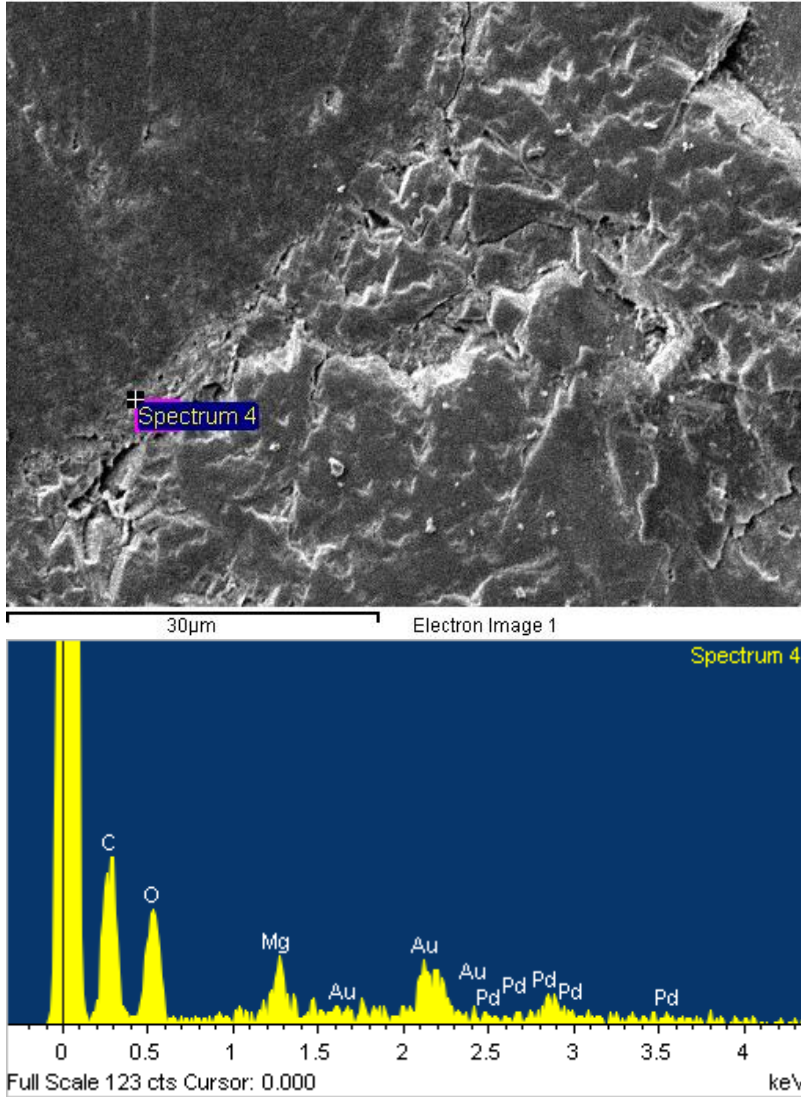 Spectrum 4
30µm Electron Image 1
Spectrum 4
C
O
Mg
Au
Au
Au
Pd
Pd
Pd
Pd
Pd
0 0.5 1 1.5 2 2.5 3 3.5 4
Full Scale 123 cts Cursor: 0.000 keV